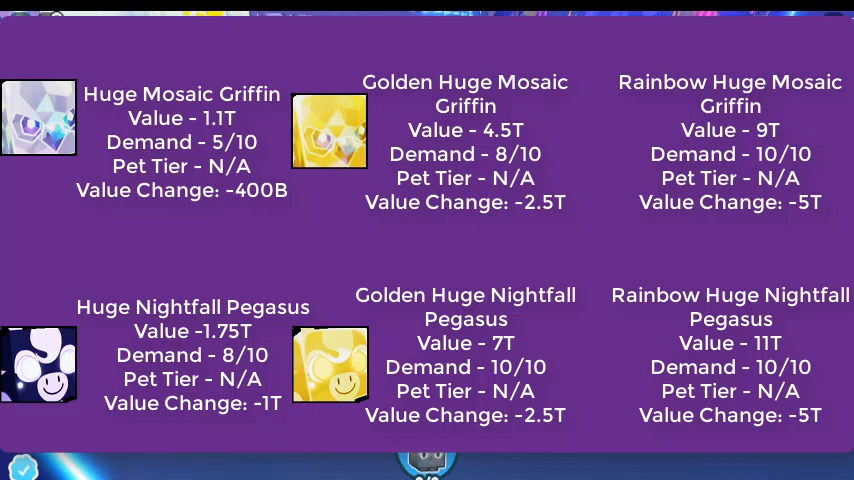 Huge Mosaic Griffin
Value - 1.1T
Demand - 5/10
Pet Tier - N/A
Value Change: -400B
Golden Huge Mosaic
Griffin
Value - 4.5T
Demand - 8/10
Pet Tier - N/A
Value Change: -2.5T
Rainbow Huge Mosaic
Griffin
Value - 9T
Demand - 10/10
Pet Tier - N/A
Value Change: -5T
Huge Nightfall Pegasus
Value -1.75T
Demand - 8/10
Pet Tier - N/A
Value Change: -1T
Golden Huge Nightfall
Pegasus
Value - 7T
Demand - 10/10
Pet Tier - N/A
Value Change: -2.5T
Rainbow Huge Nightfall
Pegasus
Value - 11T
Demand - 10/10
Pet Tier - N/A
Value Change: -5T